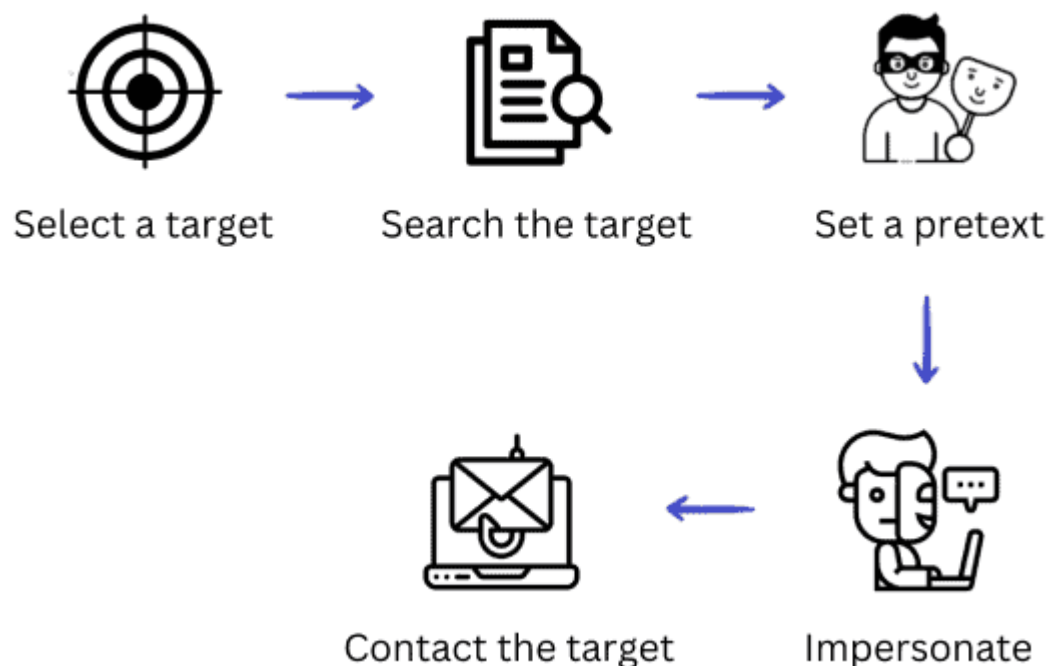 Select a target
Search the target
Set a pretext
Impersonate
Contact the target